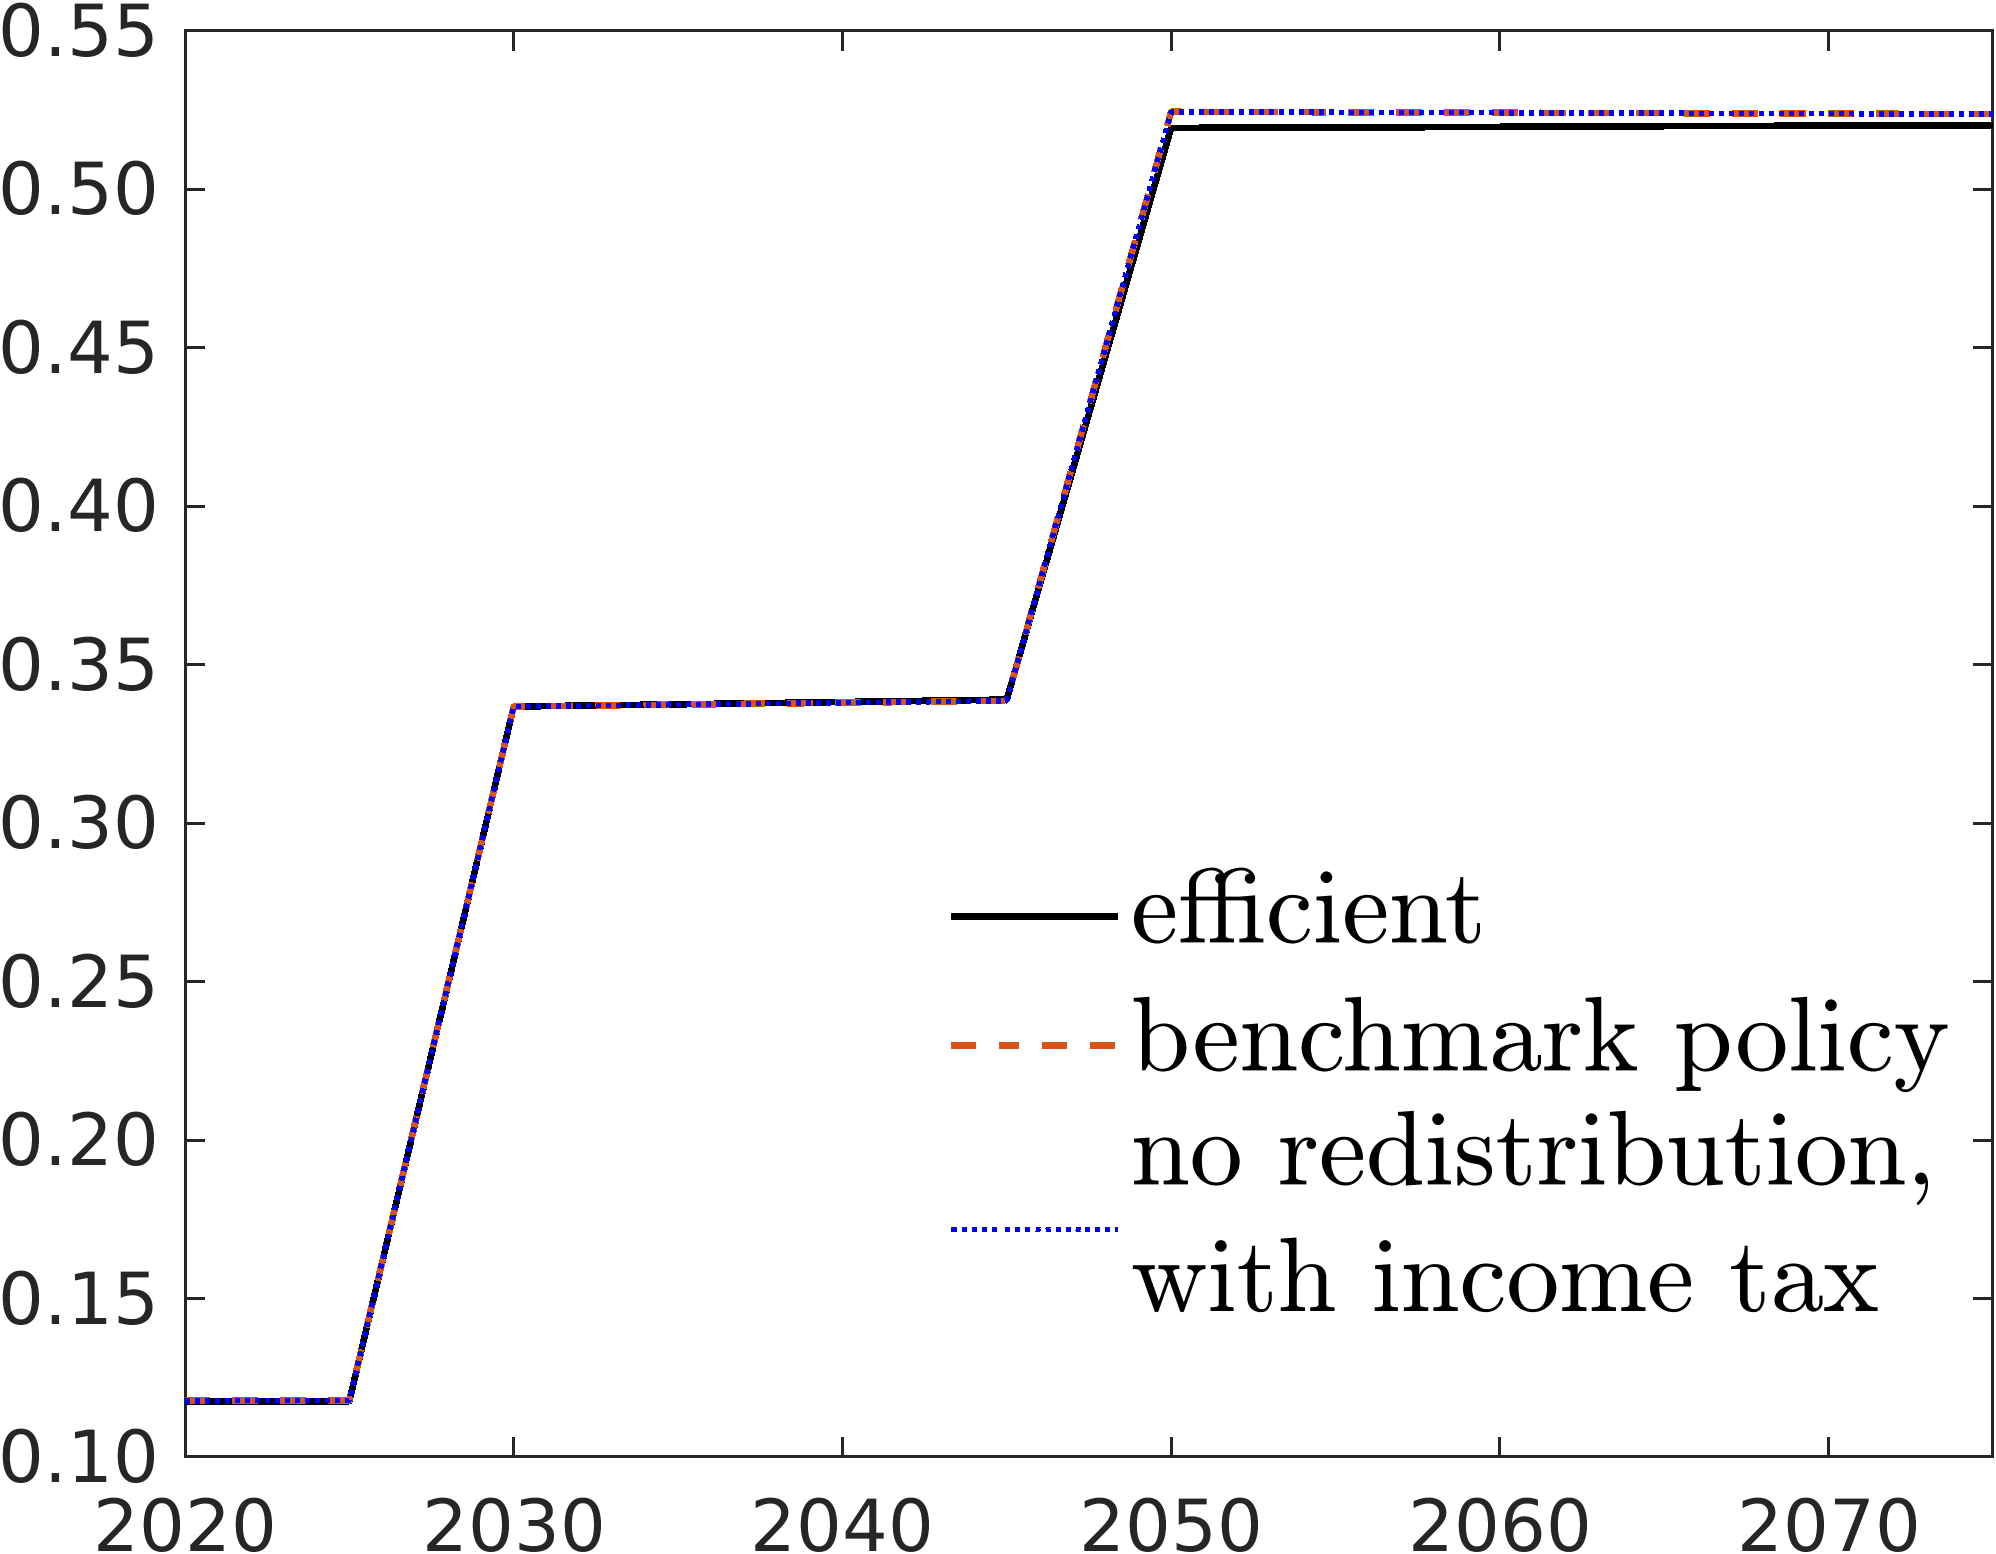 0.55
0.50
0.45
0.40
0.35
0.30
0.25
0.20
0.15
0.10
2020 2030 2040 2050 2060 2070
efficient
benchmark policy
no redistribution,
with income tax